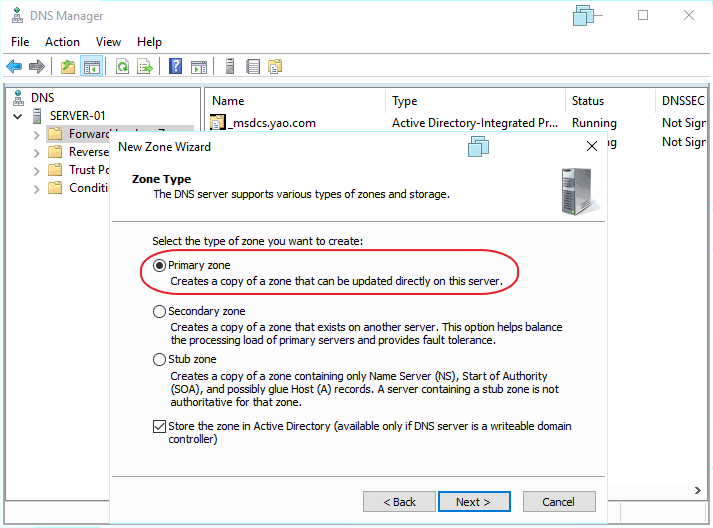 DNS Manager
File Action View Help
DNS
SERVER-01
Forward
Reverse
Trust Po
Conditi
Name Type Status DNSSEC
_msdcs.yao.com Active Directory-Integrated Pr... Running Not Sign
Not Sign
New Zone Wizard
Zone Type
The DNS server supports various types of zones and storage.
Select the type of zone you want to create:
Primary zone
Creates a copy of a zone that can be updated directly on this server.
Secondary zone
Creates a copy of a zone that exists on another server. This option helps balance
the processing load of primary servers and provides fault tolerance.
Stub zone
Creates a copy of a zone containing only Name Server (NS), Start of Authority
(SOA), and possibly glue Host (A) records. A server containing a stub zone is not
authoritative for that zone.
Store the zone in Active Directory (available only if DNS server is a writeable domain
controller)
< Back Next > Cancel